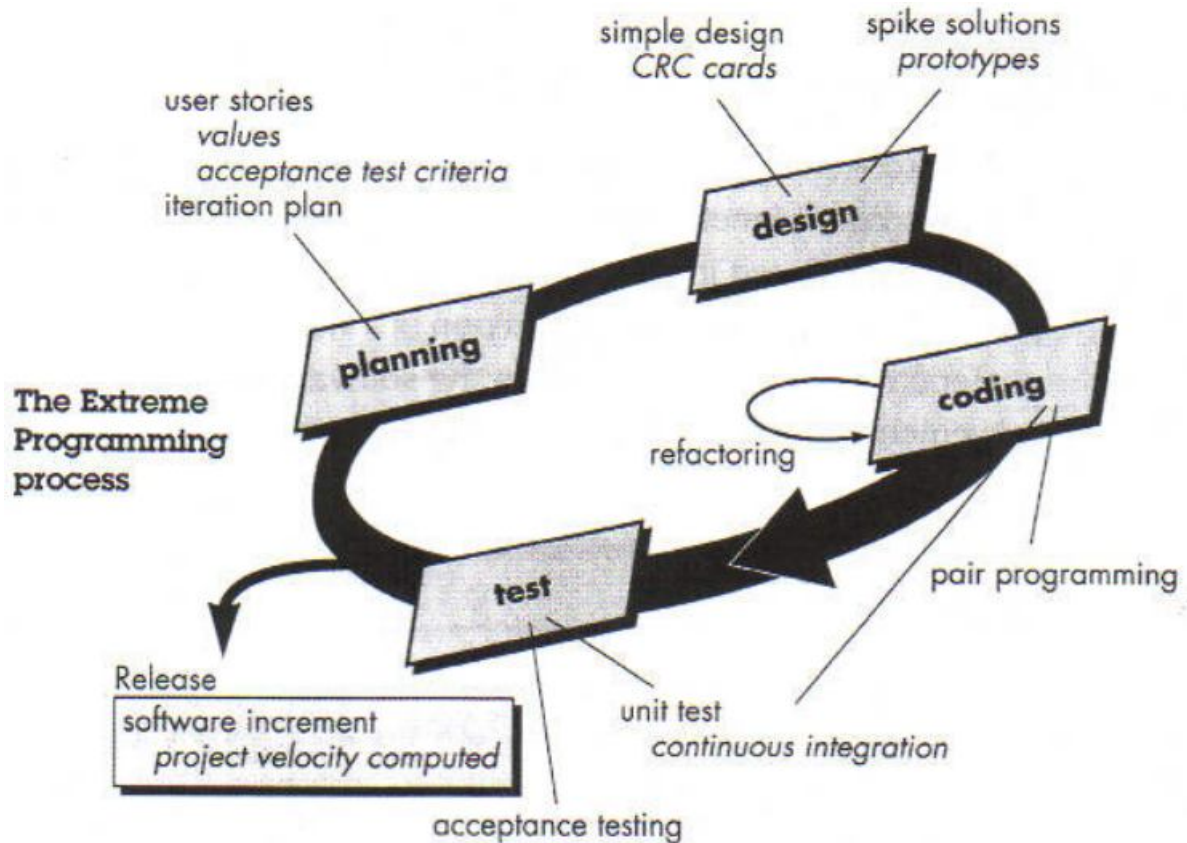 simple design
CRC cards
spike solutions
prototypes
user stories
values
acceptance test criteria
iteration plan
design
planning
coding
The Extreme
Programming
process
refactoring
test
pair programming
Release
software increment
project velocity computed
unit test
continuous integration
acceptance testing